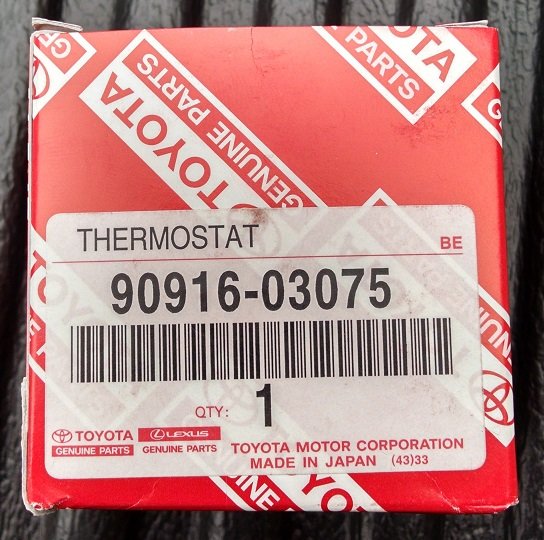 TOYOTA
GENUINE PARTS
TOYOTA
PARTS
THERMOSTAT
BE
90916-03075
QTY: 1
TOYOTA
GENUINE PARTS
LEXUS
GENUINE PARTS
TOYOTA MOTOR CORPORATION
MADE IN JAPAN (43)33